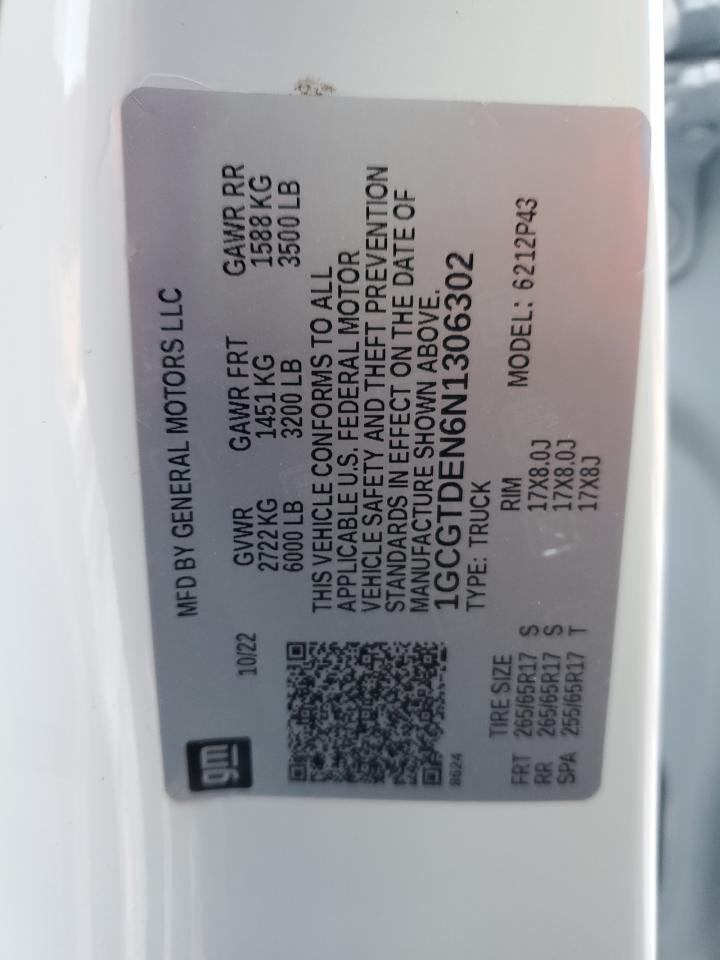 gm
MFD BY GENERAL MOTORS LLC
10/22
GVWR GAWR FRT GAWR RR
2722 KG 1451 KG 1588 KG
6000 LB 3200 LB 3500 LB
THIS VEHICLE CONFORMS TO ALL
APPLICABLE U.S. FEDERAL MOTOR
VEHICLE SAFETY AND THEFT PREVENTION
STANDARDS IN EFFECT ON THE DATE OF
MANUFACTURE SHOWN ABOVE.
1GCGTDEN6N1306302
8624
TYPE: TRUCK MODEL: 6212P43
TIRE SIZE RIM
FRT 265/65R17 S 17X8.0J
RR 265/65R17 S 17X8.0J
SPA 255/65R17 T 17X8J